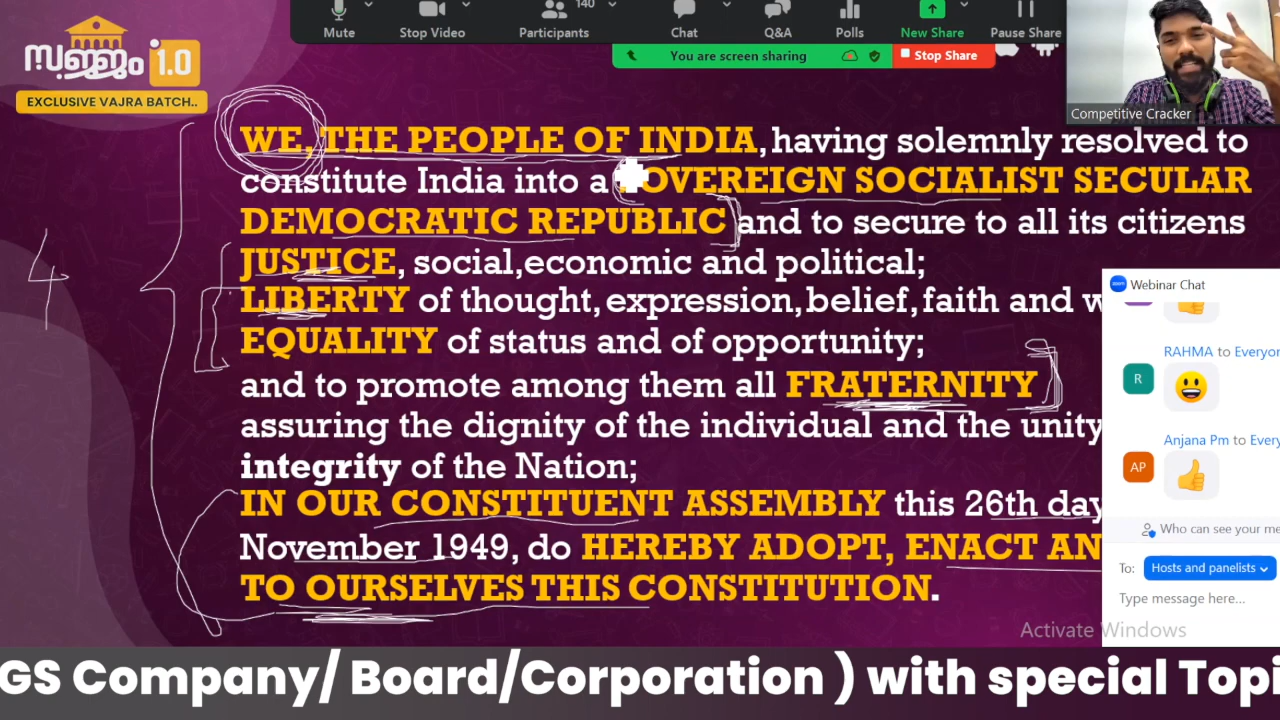 140
Mute
Stop Video
Participants
Chat
Q&A
Polls
New Share
Pause Share
You are screen sharing
Stop Share
Competitive Cracker
1.0
EXCLUSIVE VAJRA BATCH..
WE, THE PEOPLE OF INDIA, having solemnly resolved to
constitute India into a SOVEREIGN SOCIALIST SECULAR
DEMOCRATIC REPUBLIC and to secure to all its citizens
JUSTICE, social,economic and political;
LIBERTY of thought, expression, belief, faith and w
EQUALITY of status and of opportunity;
and to promote among them all FRATERNITY
assuring the dignity of the individual and the unity
integrity of the Nation;
IN OUR CONSTITUENT ASSEMBLY this 26th day
November 1949, do HEREBY ADOPT, ENACT AN
TO OURSELVES THIS CONSTITUTION.
4
Webinar Chat
RAHMA to Everyon
R
Anjana Pm to Every
AP
Who can see your me
To: Hosts and panelists
Type message here...
Activate Windows
GS Company/ Board/Corporation ) with special Topi